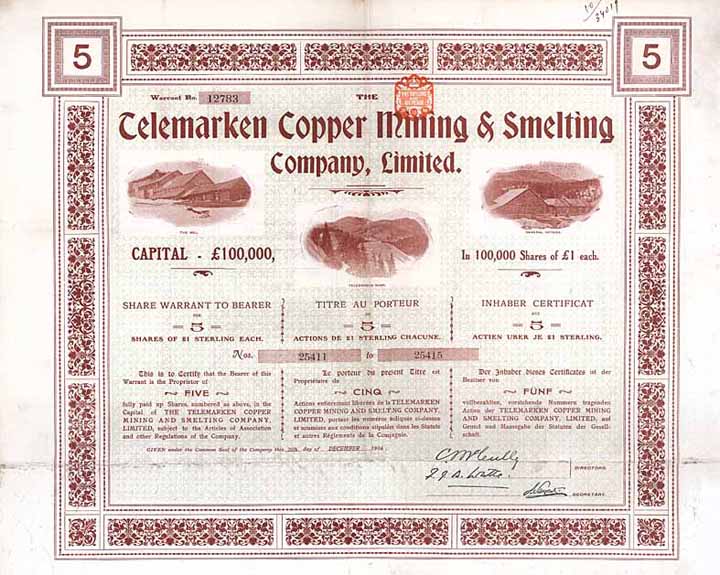 5
5
Warrant No. 12783
THE
Telemarken Copper Mining & Smelting
Company, Limited.
THE MILL
CAPITAL - £100,000,
In 100,000 Shares of £1 each.
SHARE WARRANT TO BEARER
FOR
5
SHARES OF £1 STERLING EACH.
TITRE AU PORTEUR
5
ACTIONS DE £1 STERLING CHACUNE.
INHABER CERTIFICAT
5
ACTIEN UBER JE £1 STERLING.
Nos. 25411 to 25415
This is to Certify that the Bearer of this
Warrant is the Proprietor of
FIVE
fully paid up Shares, numbered as above, in the
Capital of THE TELEMARKEN COPPER
MINING AND SMELTING COMPANY,
LIMITED, subject to the Articles of Association
and other Regulations of the Company.
Le porteur du present Titre est
Propriétaire de
CINQ
Actions entièrement libérées de la TELEMARKEN
COPPER MINING AND SMELTNG COMPANY,
LIMITED, portant les numéros indiqués ci-dessus
et soumises aux conditions stipulées dans les Statuts
et autres Règlements de la Compagnie.
Der Inhaber dieses Certificates ist der
Besitzer von
FÜNF
vollbezahlten, vorstehende Nummern tragenden
Actien der TELEMARKEN COPPER MINING
AND SMELTING COMPANY, LIMITED, auf
Grund und Maassgabe der Statuten der Gesell-
schaft.
GIVEN under the Common Seal of the Company this day of DECEMBER
DIRECTORS.
SECRETARY.